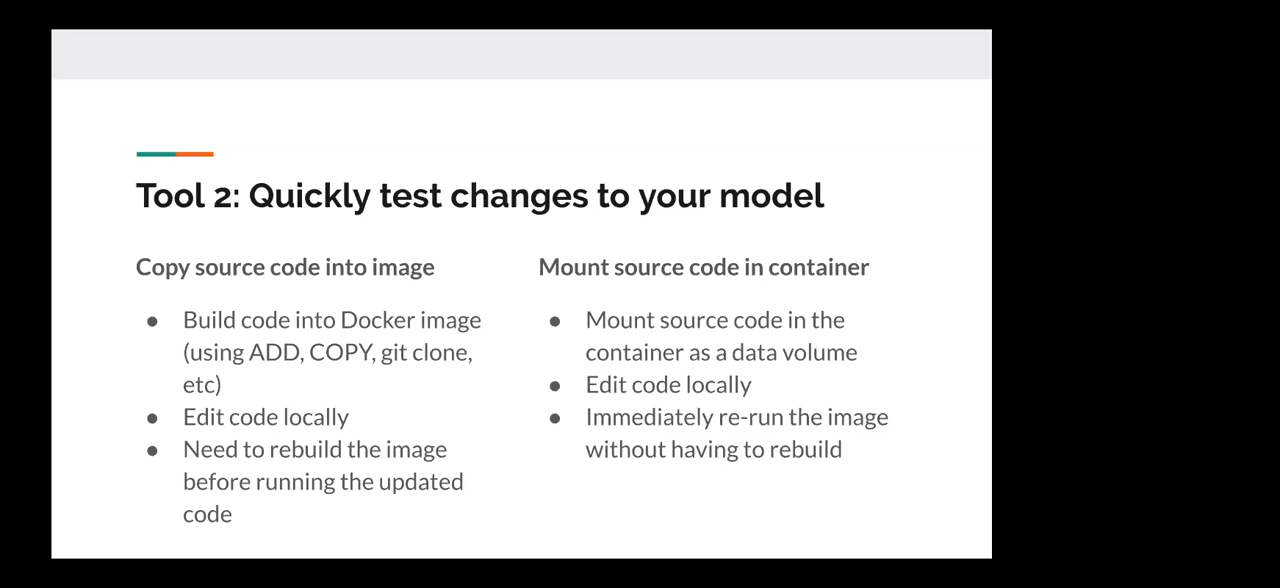 Tool 2: Quickly test changes to your model
Copy source code into image
● Build code into Docker image
(using ADD, COPY, git clone,
etc)
● Edit code locally
● Need to rebuild the image
before running the updated
code
Mount source code in container
● Mount source code in the
container as a data volume
● Edit code locally
● Immediately re-run the image
without having to rebuild